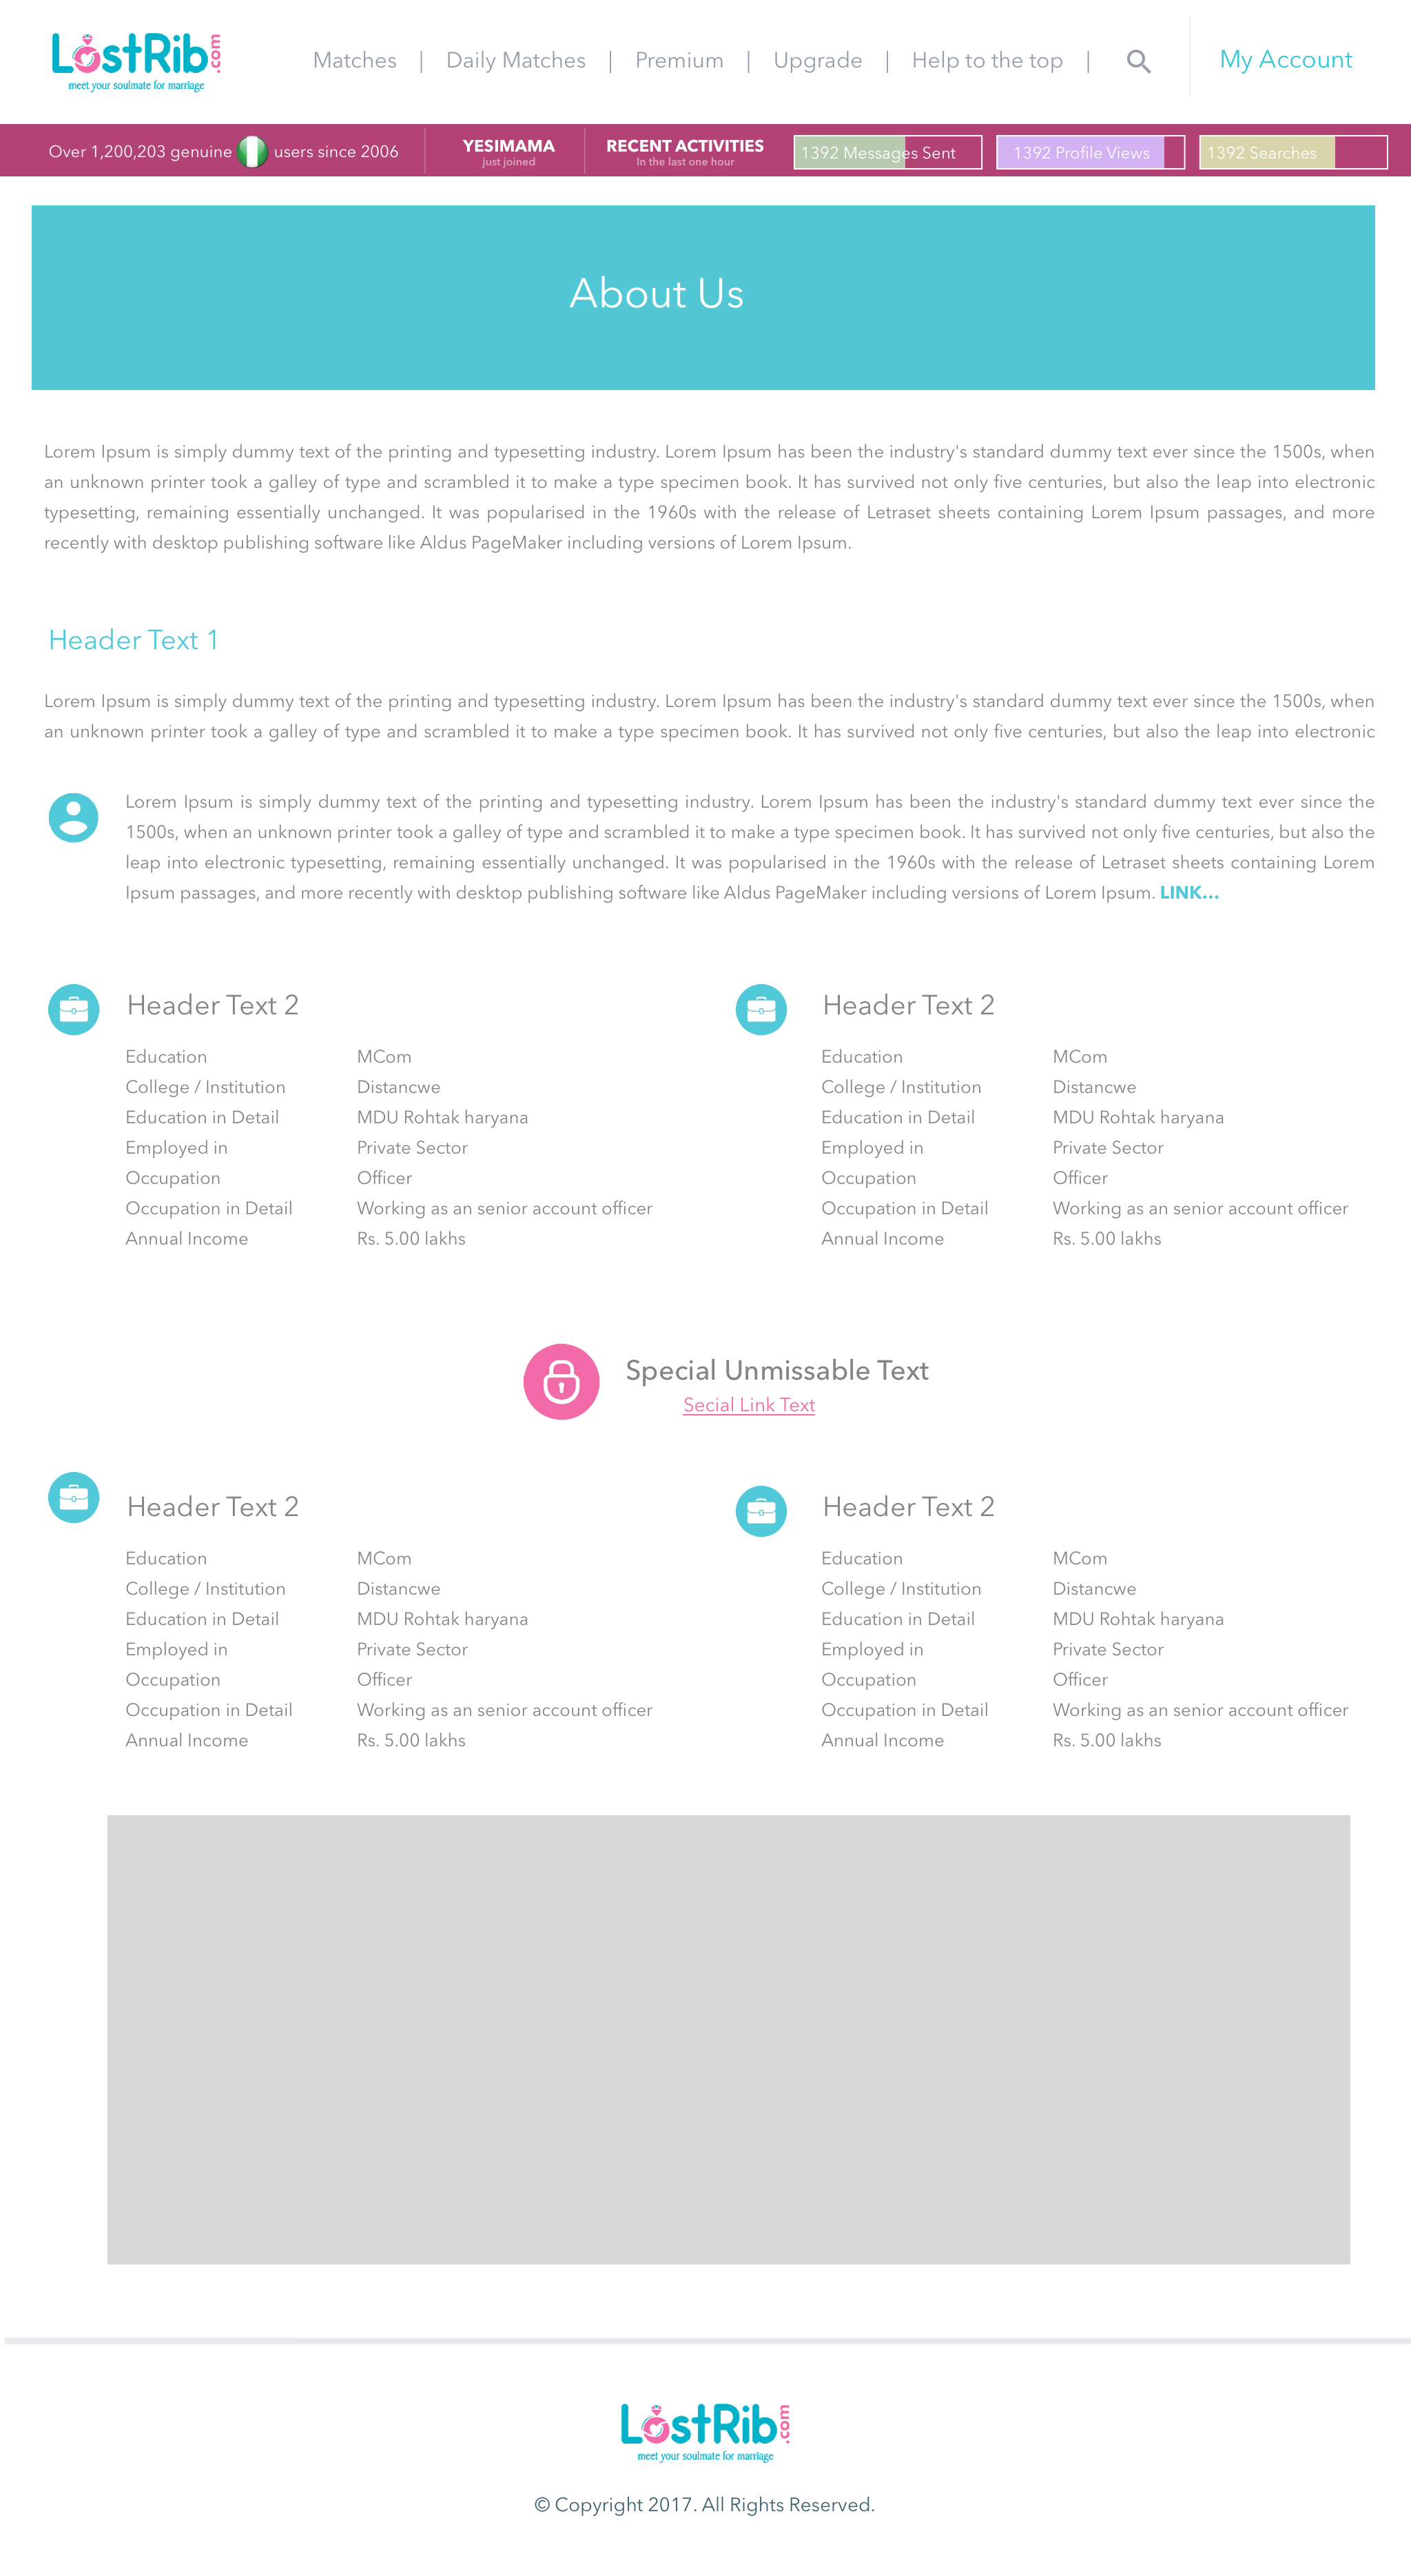 LostRib.com
meet your soulmate for marriage
Matches | Daily Matches | Premium | Upgrade | Help to the top |
My Account
Over 1,200,203 genuine users since 2006
YESIMAMA
just joined
RECENT ACTIVITIES
In the last one hour
1392 Messages Sent
1392 Profile Views
1392 Searches
About Us
Lorem Ipsum is simply dummy text of the printing and typesetting industry. Lorem Ipsum has been the industry's standard dummy text ever since the 1500s, when
an unknown printer took a galley of type and scrambled it to make a type specimen book. It has survived not only five centuries, but also the leap into electronic
typesetting, remaining essentially unchanged. It was popularised in the 1960s with the release of Letraset sheets containing Lorem Ipsum passages, and more
recently with desktop publishing software like Aldus PageMaker including versions of Lorem Ipsum.
Header Text 1
Lorem Ipsum is simply dummy text of the printing and typesetting industry. Lorem Ipsum has been the industry's standard dummy text ever since the 1500s, when
an unknown printer took a galley of type and scrambled it to make a type specimen book. It has survived not only five centuries, but also the leap into electronic
Lorem Ipsum is simply dummy text of the printing and typesetting industry. Lorem Ipsum has been the industry's standard dummy text ever since the
1500s, when an unknown printer took a galley of type and scrambled it to make a type specimen book. It has survived not only five centuries, but also the
leap into electronic typesetting, remaining essentially unchanged. It was popularised in the 1960s with the release of Letraset sheets containing Lorem
Ipsum passages, and more recently with desktop publishing software like Aldus PageMaker including versions of Lorem Ipsum. LINK...
Header Text 2
Education MCom
College / Institution Distancwe
Education in Detail MDU Rohtak haryana
Employed in Private Sector
Occupation Officer
Occupation in Detail Working as an senior account officer
Annual Income Rs. 5.00 lakhs
Header Text 2
Education MCom
College / Institution Distancwe
Education in Detail MDU Rohtak haryana
Employed in Private Sector
Occupation Officer
Occupation in Detail Working as an senior account officer
Annual Income Rs. 5.00 lakhs
Special Unmissable Text
Secial Link Text
Header Text 2
Education MCom
College / Institution Distancwe
Education in Detail MDU Rohtak haryana
Employed in Private Sector
Occupation Officer
Occupation in Detail Working as an senior account officer
Annual Income Rs. 5.00 lakhs
Header Text 2
Education MCom
College / Institution Distancwe
Education in Detail MDU Rohtak haryana
Employed in Private Sector
Occupation Officer
Occupation in Detail Working as an senior account officer
Annual Income Rs. 5.00 lakhs
LostRib.com
meet your soulmate for marriage
© Copyright 2017. All Rights Reserved.